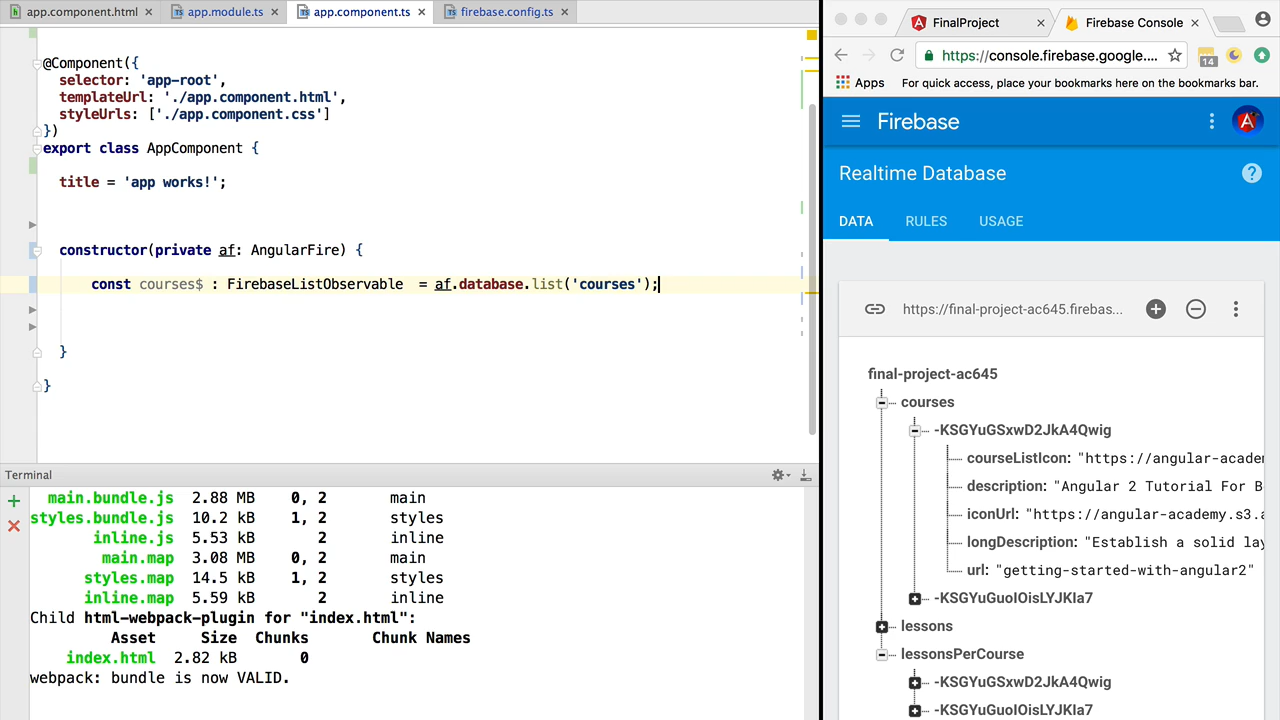 app.component.html
app.module.ts
app.component.ts
firebase.config.ts
@Component({
selector: 'app-root',
templateUrl: './app.component.html',
styleUrls: ['./app.component.css']
})
export class AppComponent {
title = 'app works!';
constructor(private af: AngularFire) {
const courses$ : FirebaseListObservable  = af.database.list('courses');
}
}
Terminal
main.bundle.js 2.88 MB 0, 2 main
styles.bundle.js 10.2 kB 1, 2 styles
inline.js 5.53 kB 2 inline
main.map 3.08 MB 0, 2 main
styles.map 14.5 kB 1, 2 styles
inline.map 5.59 kB 2 inline
Child html-webpack-plugin for "index.html":
Asset Size Chunks Chunk Names
index.html 2.82 kB 0
webpack: bundle is now VALID.
FinalProject
Firebase Console
https://console.firebase.google....
14
Apps
For quick access, place your bookmarks here on the bookmarks bar.
Firebase
Realtime Database
DATA
RULES
USAGE
https://final-project-ac645.firebas...
final-project-ac645
courses
-KSGYuGSxwD2JkA4Qwig
courseListIcon: "https://angular-acade
description: "Angular 2 Tutorial For B
iconUrl: "https://angular-academy.s3.a
longDescription: "Establish a solid lay
url: "getting-started-with-angular2"
-KSGYuGuoIOisLYJKIa7
lessons
lessonsPerCourse
-KSGYuGSxwD2JkA4Qwig
-KSGYuGuoIOisLYJKIa7